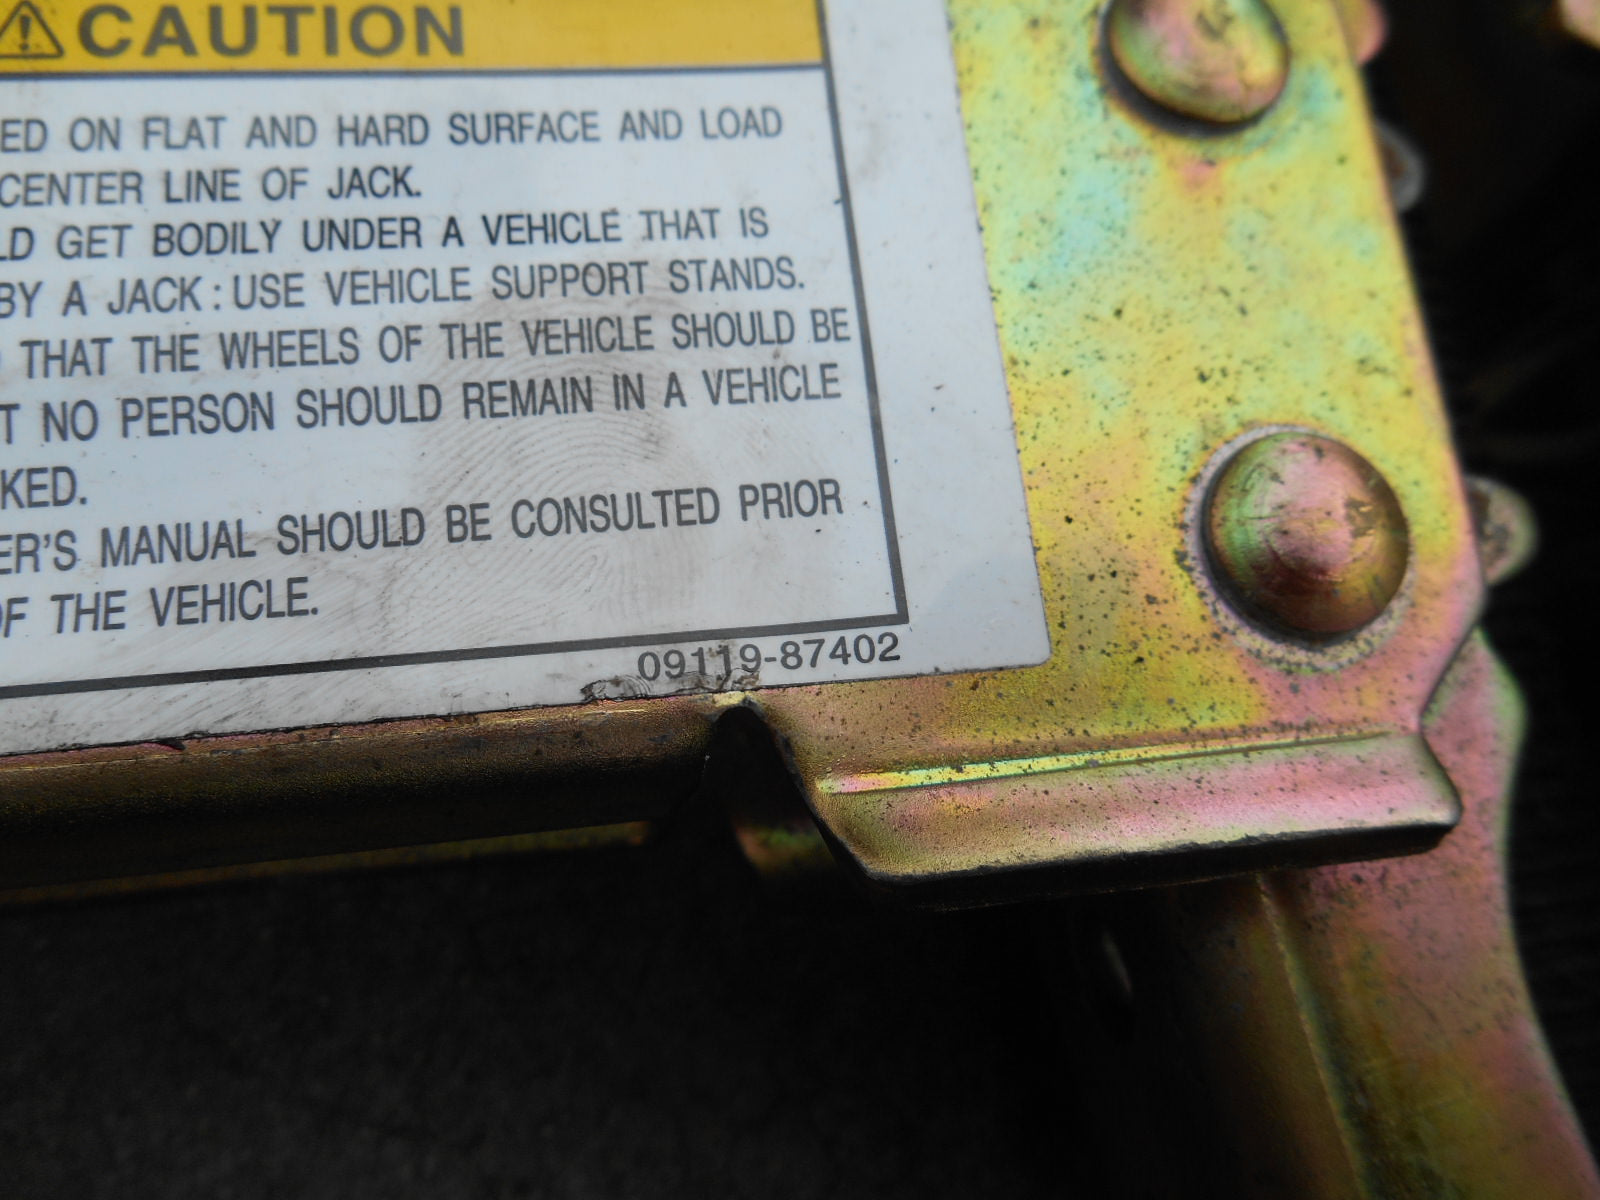 CAUTION
ED ON FLAT AND HARD SURFACE AND LOAD
CENTER LINE OF JACK.
LD GET BODILY UNDER A VEHICLE THAT IS
BY A JACK : USE VEHICLE SUPPORT STANDS.
THAT THE WHEELS OF THE VEHICLE SHOULD BE
T NO PERSON SHOULD REMAIN IN A VEHICLE
KED.
ER'S MANUAL SHOULD BE CONSULTED PRIOR
OF THE VEHICLE.
09119-87402